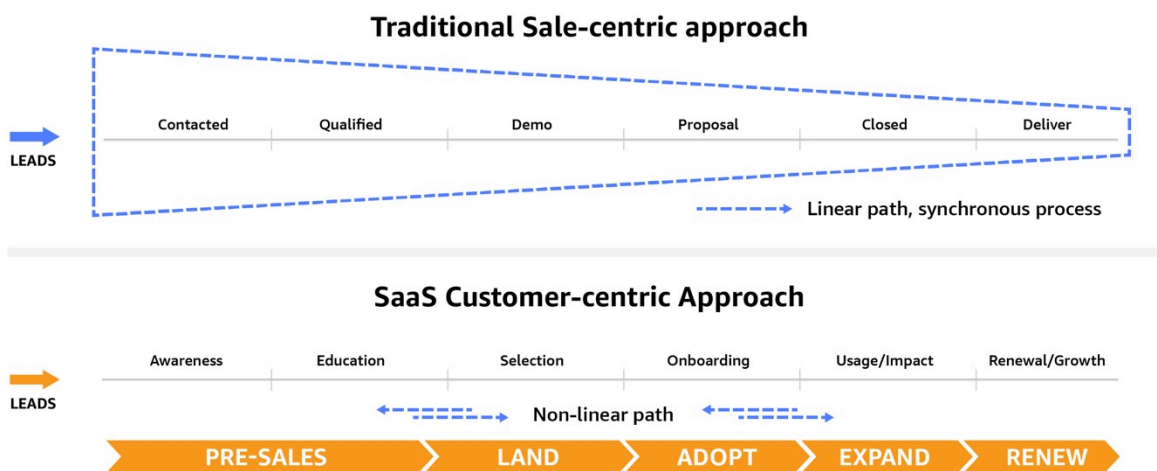 Traditional Sale-centric approach
Contacted Qualified Demo Proposal Closed Deliver
LEADS
Linear path, synchronous process
SaaS Customer-centric Approach
Awareness Education Selection Onboarding Usage/Impact Renewal/Growth
LEADS
Non-linear path
PRE-SALES LAND ADOPT EXPAND RENEW